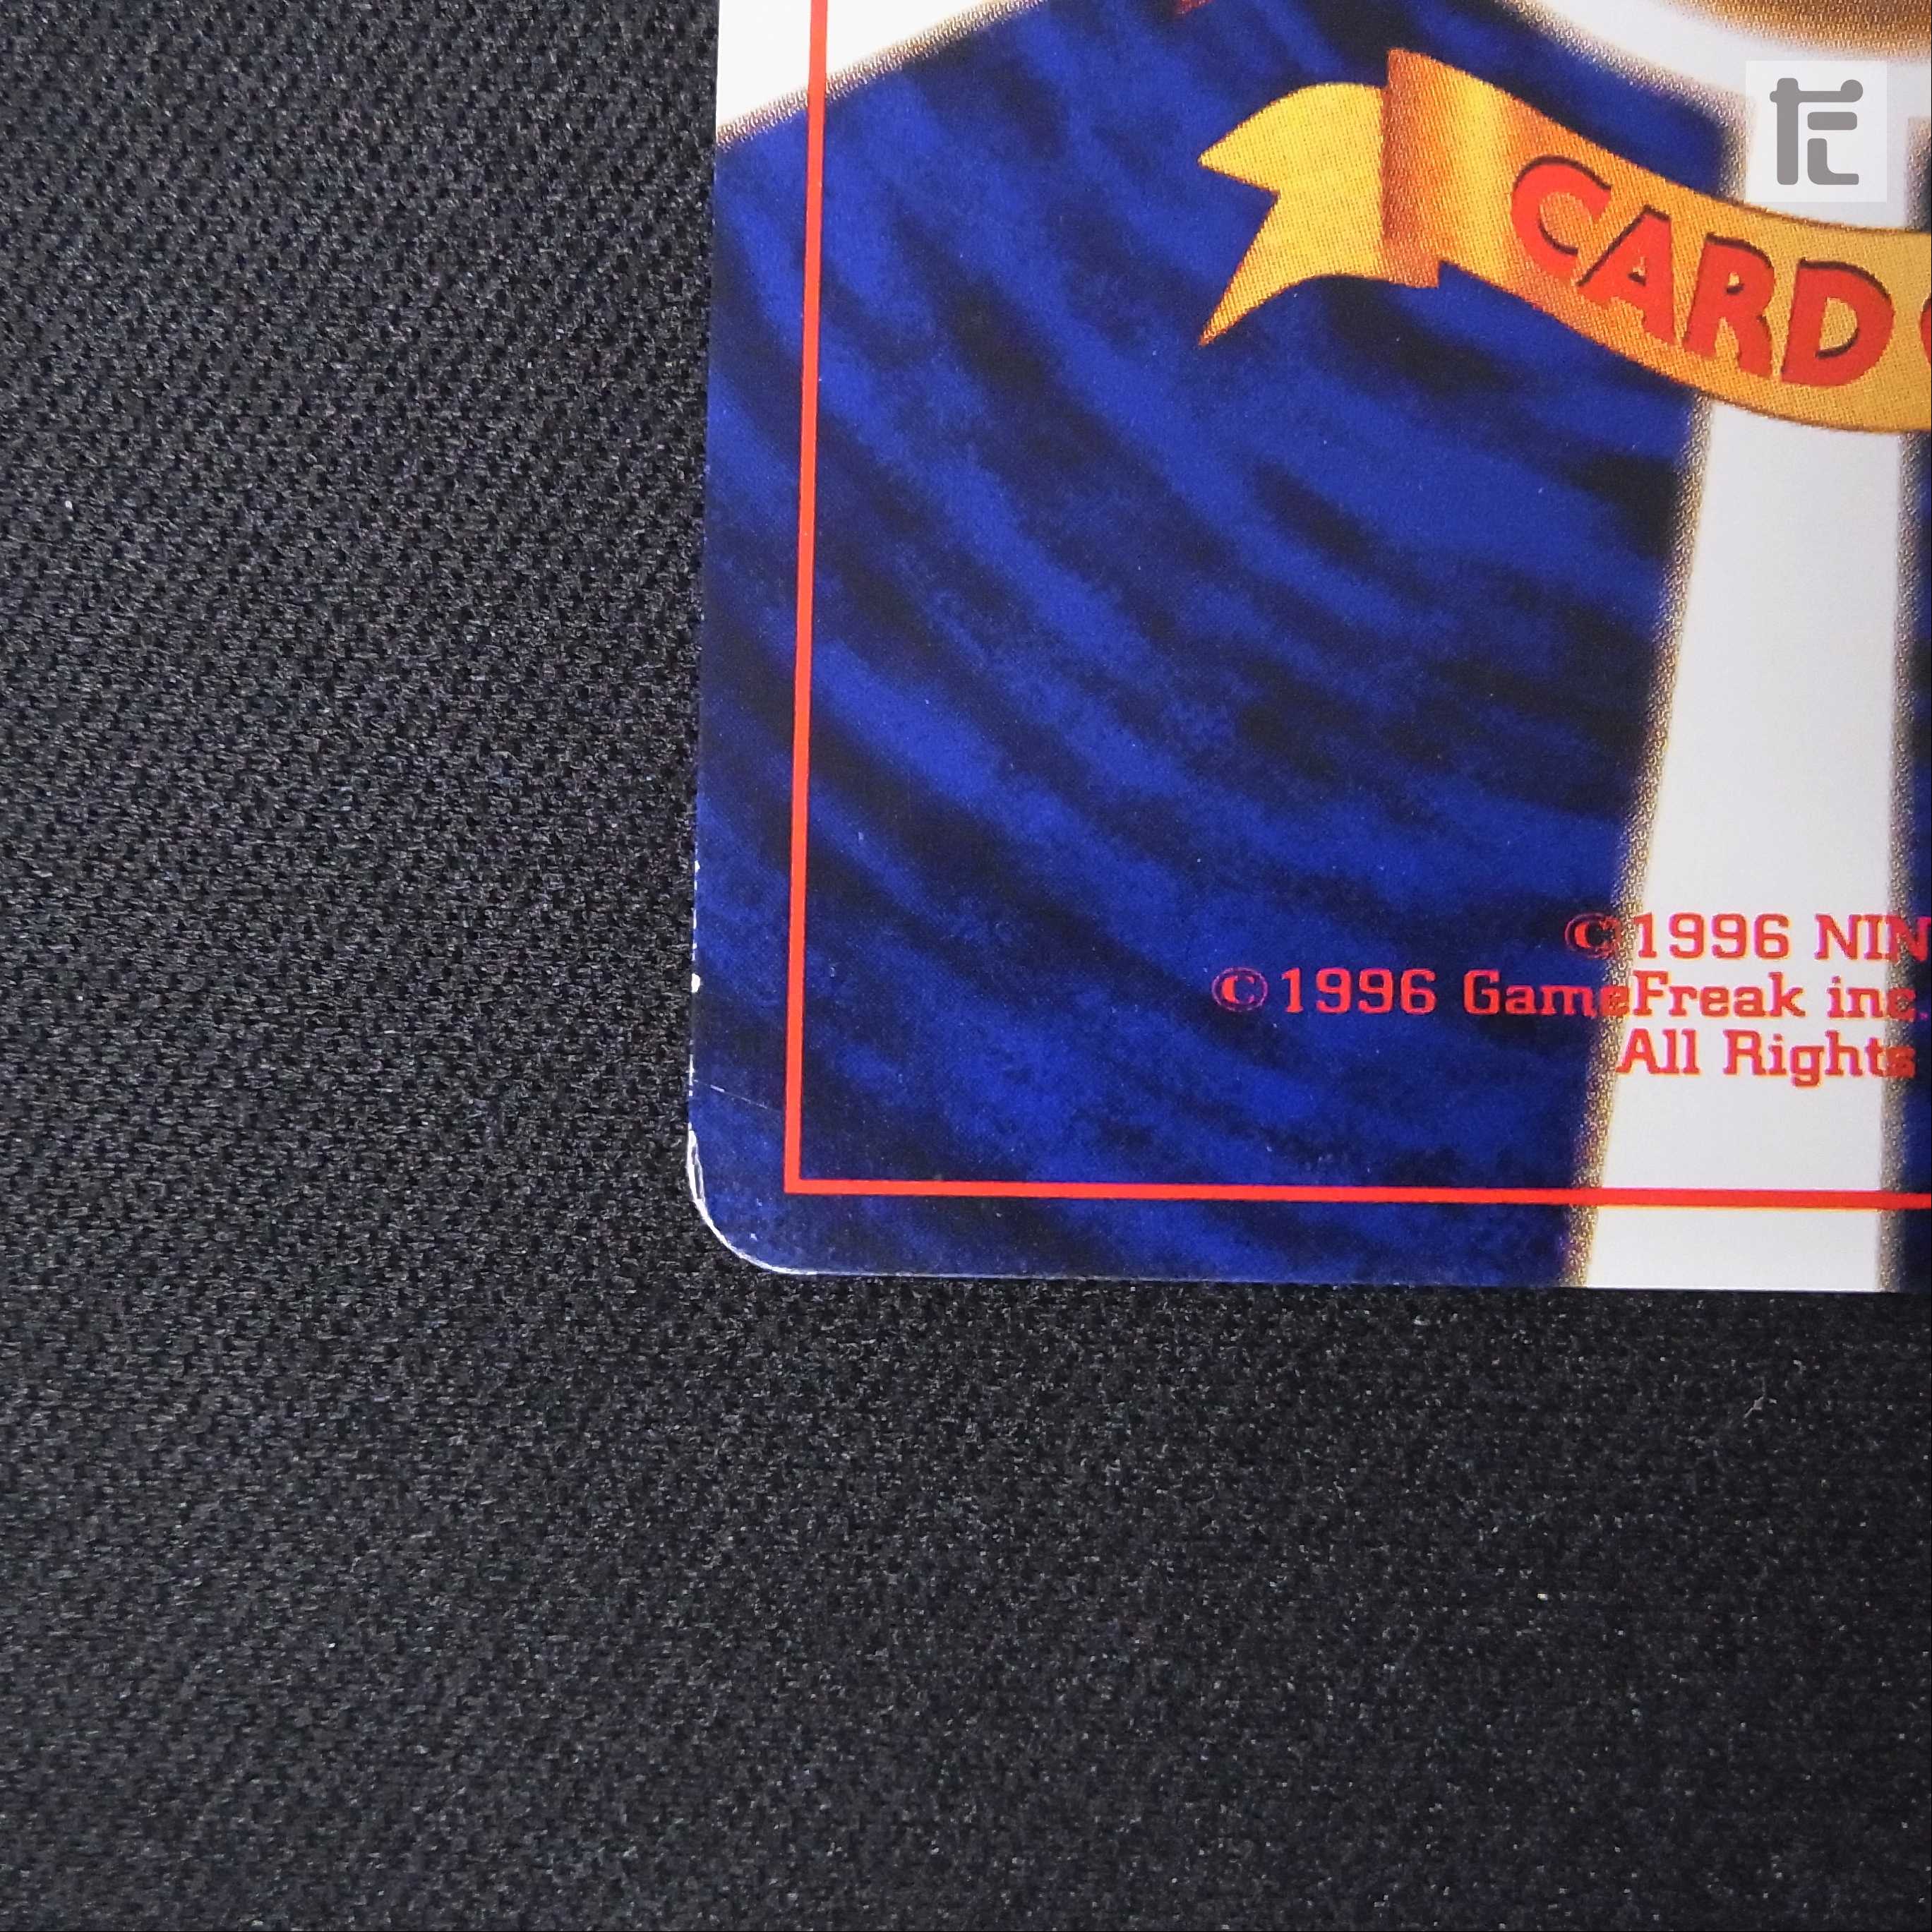 CARD
©1996 NIN
©1996 GameFreak inc.
All Rights